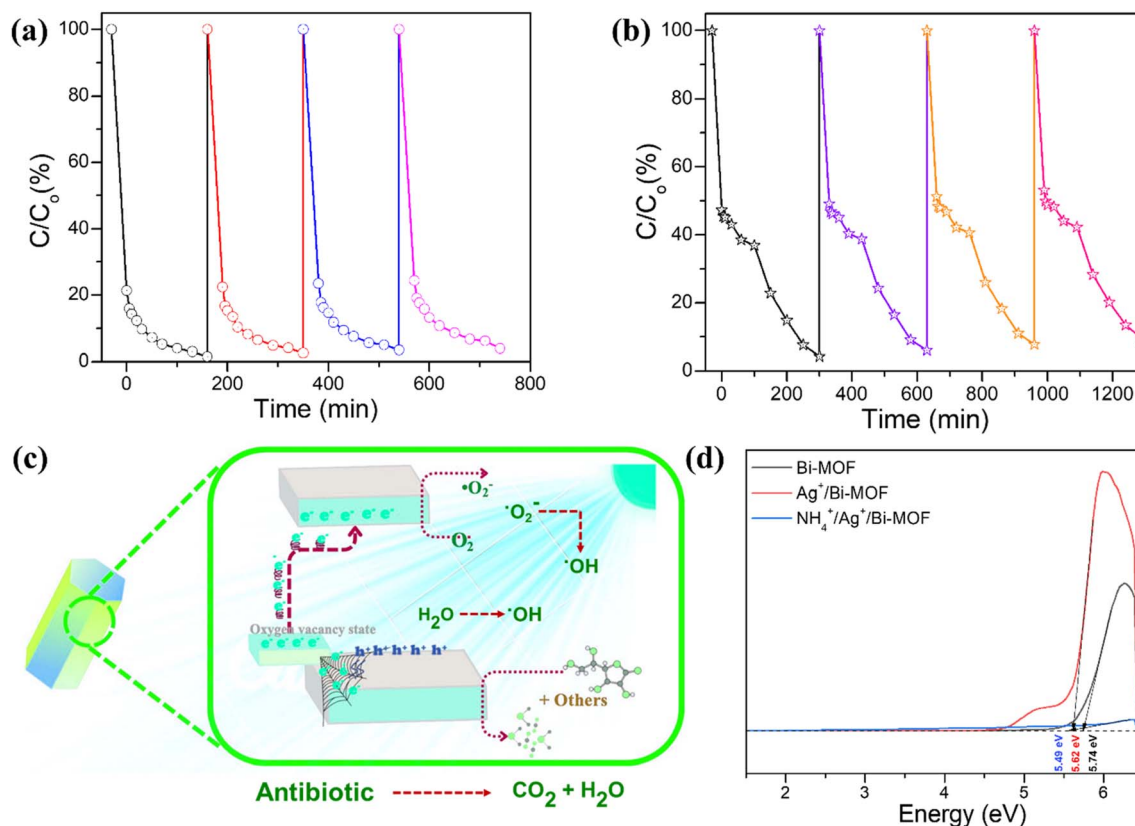 (a)
100
80
60
40
20
0
C/Co(%)
0 200 400 600 800
Time (min)
(b)
100
80
60
40
20
0
C/Co(%)
0 200 400 600 800 1000 1200
Time (min)
(c)
•O₂⁻
O₂
•O₂⁻
•OH
H₂O •OH
Oxygen vacancy state
h⁺ h⁺ h⁺ h⁺ h⁺
+ Others
Antibiotic CO₂ + H₂O
(d)
Bi-MOF
Ag⁺/Bi-MOF
NH₄⁺/Ag⁺/Bi-MOF
5.49 eV
5.62 eV
5.74 eV
2 3 4 5 6
Energy (eV)